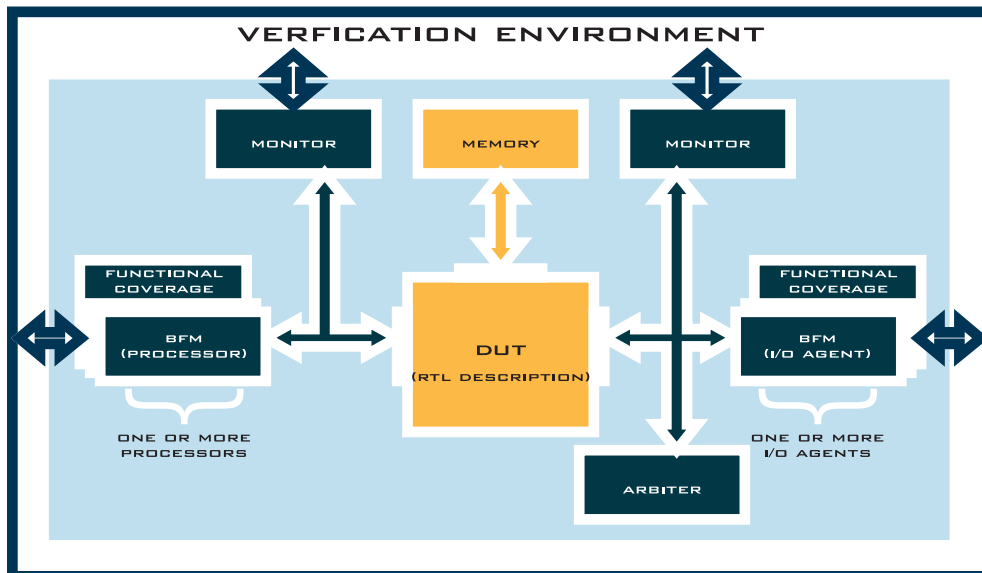 VERFICATION ENVIRONMENT
MONITOR
MEMORY
MONITOR
FUNCTIONAL
COVERAGE
BFM
(PROCESSOR)
ONE OR MORE
PROCESSORS
DUT
(RTL DESCRIPTION)
FUNCTIONAL
COVERAGE
BFM
(I/O AGENT)
ONE OR MORE
I/O AGENTS
ARBITER